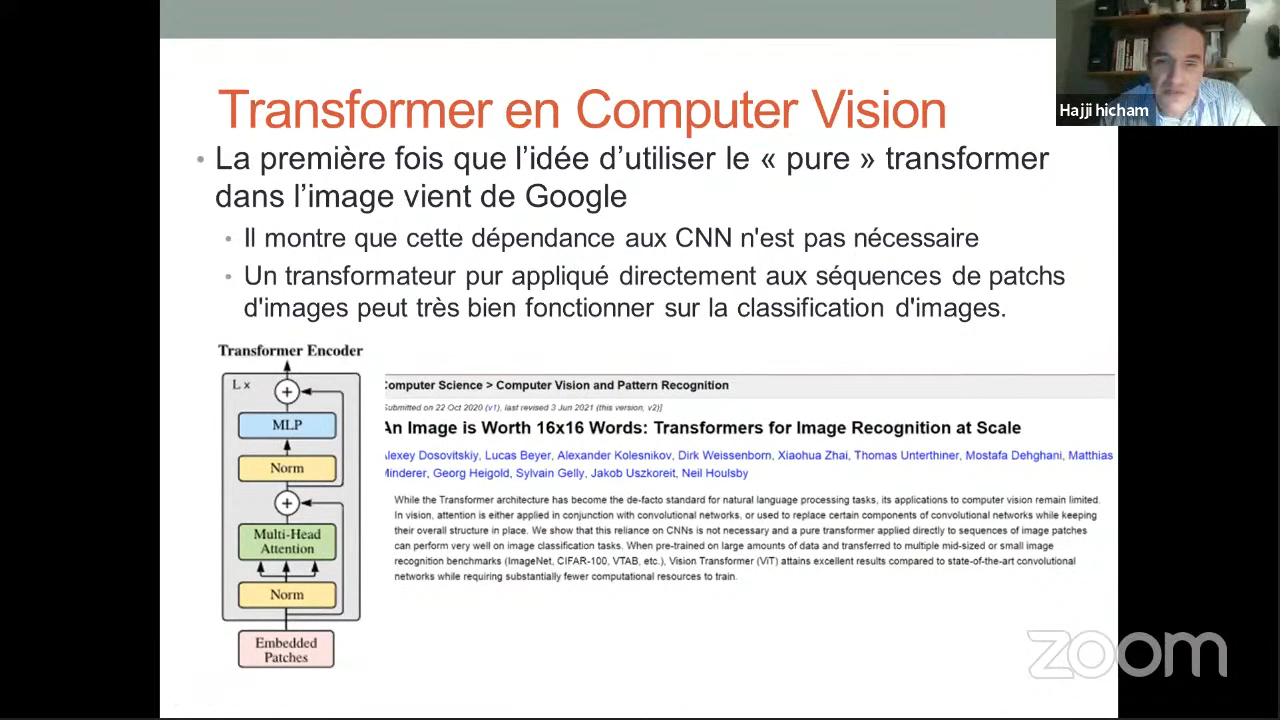 Transformer en Computer Vision
Hajji hicham
• La première fois que l'idée d'utiliser le « pure » transformer
dans l'image vient de Google
• Il montre que cette dépendance aux CNN n'est pas nécessaire
• Un transformateur pur appliqué directement aux séquences de patchs
d'images peut très bien fonctionner sur la classification d'images.
Transformer Encoder
L x
+
MLP
Norm
+
Multi-Head
Attention
Norm
Embedded
Patches
Computer Science > Computer Vision and Pattern Recognition
[Submitted on 22 Oct 2020 (v1), last revised 3 Jun 2021 (this version, v2)]
An Image is Worth 16x16 Words: Transformers for Image Recognition at Scale
Alexey Dosovitskiy, Lucas Beyer, Alexander Kolesnikov, Dirk Weissenborn, Xiaohua Zhai, Thomas Unterthiner, Mostafa Dehghani, Matthias
Minderer, Georg Heigold, Sylvain Gelly, Jakob Uszkoreit, Neil Houlsby
While the Transformer architecture has become the de-facto standard for natural language processing tasks, its applications to computer vision remain limited.
In vision, attention is either applied in conjunction with convolutional networks, or used to replace certain components of convolutional networks while keeping
their overall structure in place. We show that this reliance on CNNs is not necessary and a pure transformer applied directly to sequences of image patches
can perform very well on image classification tasks. When pre-trained on large amounts of data and transferred to multiple mid-sized or small image
recognition benchmarks (ImageNet, CIFAR-100, VTAB, etc.), Vision Transformer (ViT) attains excellent results compared to state-of-the-art convolutional
networks while requiring substantially fewer computational resources to train.
zoom